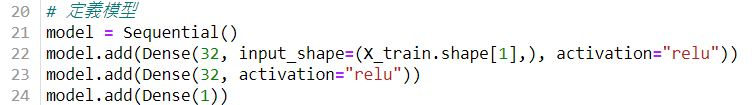 20 # 定義模型
21 model = Sequential()
22 model.add(Dense(32, input_shape=(X_train.shape[1],), activation="relu"))
23 model.add(Dense(32, activation="relu"))
24 model.add(Dense(1))